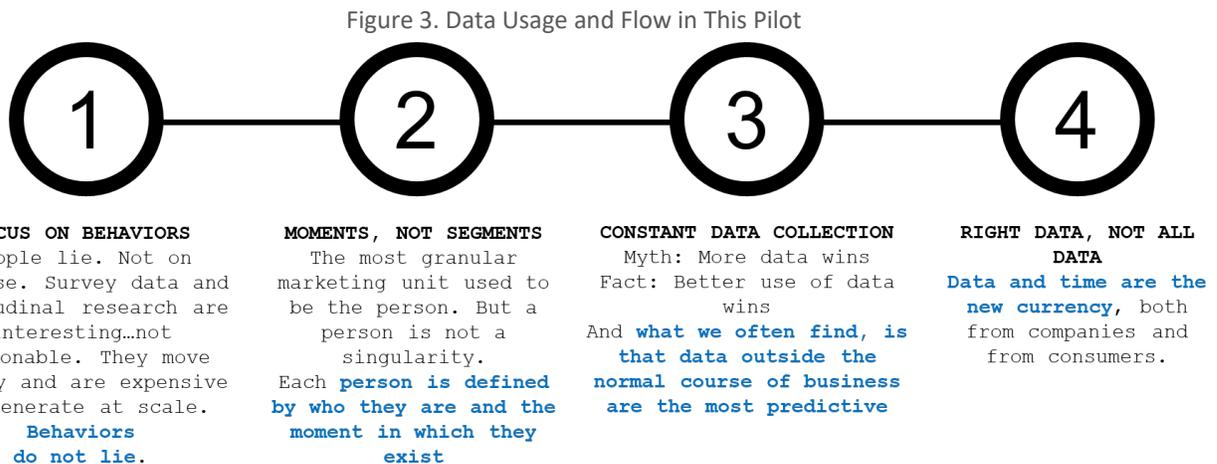 Figure 3. Data Usage and Flow in This Pilot
1
2
3
4
CUS ON BEHAVIORS
ople lie. Not on
se. Survey data and
udinal research are
nteresting…not
onable. They move
y and are expensive
enerate at scale.
Behaviors
do not lie.
MOMENTS, NOT SEGMENTS
The most granular
marketing unit used to
be the person. But a
person is not a
singularity.
Each person is defined
by who they are and the
moment in which they
exist
CONSTANT DATA COLLECTION
Myth: More data wins
Fact: Better use of data
wins
And what we often find, is
that data outside the
normal course of business
are the most predictive
RIGHT DATA, NOT ALL
DATA
Data and time are the
new currency, both
from companies and
from consumers.